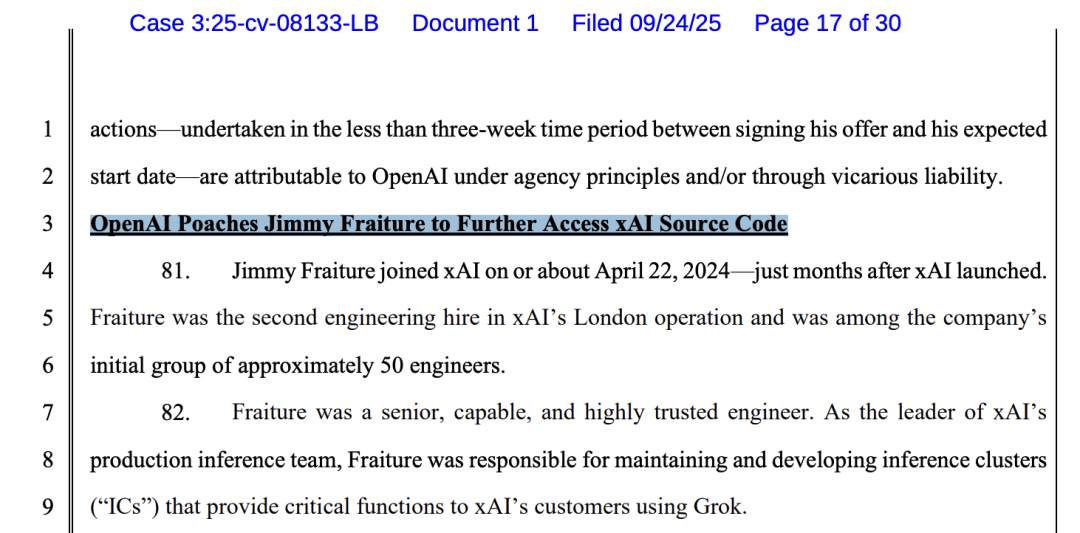 Case 3:25-cv-08133-LB Document 1 Filed 09/24/25 Page 17 of 30
1 actions—undertaken in the less than three-week time period between signing his offer and his expected
2 start date—are attributable to OpenAI under agency principles and/or through vicarious liability.
3 OpenAI Poaches Jimmy Fraiture to Further Access xAI Source Code
4 81. Jimmy Fraiture joined xAI on or about April 22, 2024—just months after xAI launched.
5 Fraiture was the second engineering hire in xAI’s London operation and was among the company’s
6 initial group of approximately 50 engineers.
7 82. Fraiture was a senior, capable, and highly trusted engineer. As the leader of xAI’s
8 production inference team, Fraiture was responsible for maintaining and developing inference clusters
9 (“ICs”) that provide critical functions to xAI’s customers using Grok.